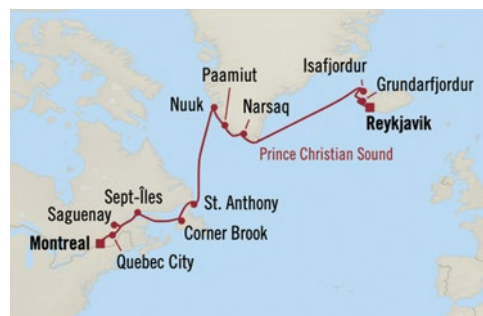 Isafjordur
Paamiut
Grundarfjordur
Nuuk
Narsaq
Reykjavik
Prince Christian Sound
Sept-Îles
St. Anthony
Saguenay
Corner Brook
Montreal
Quebec City